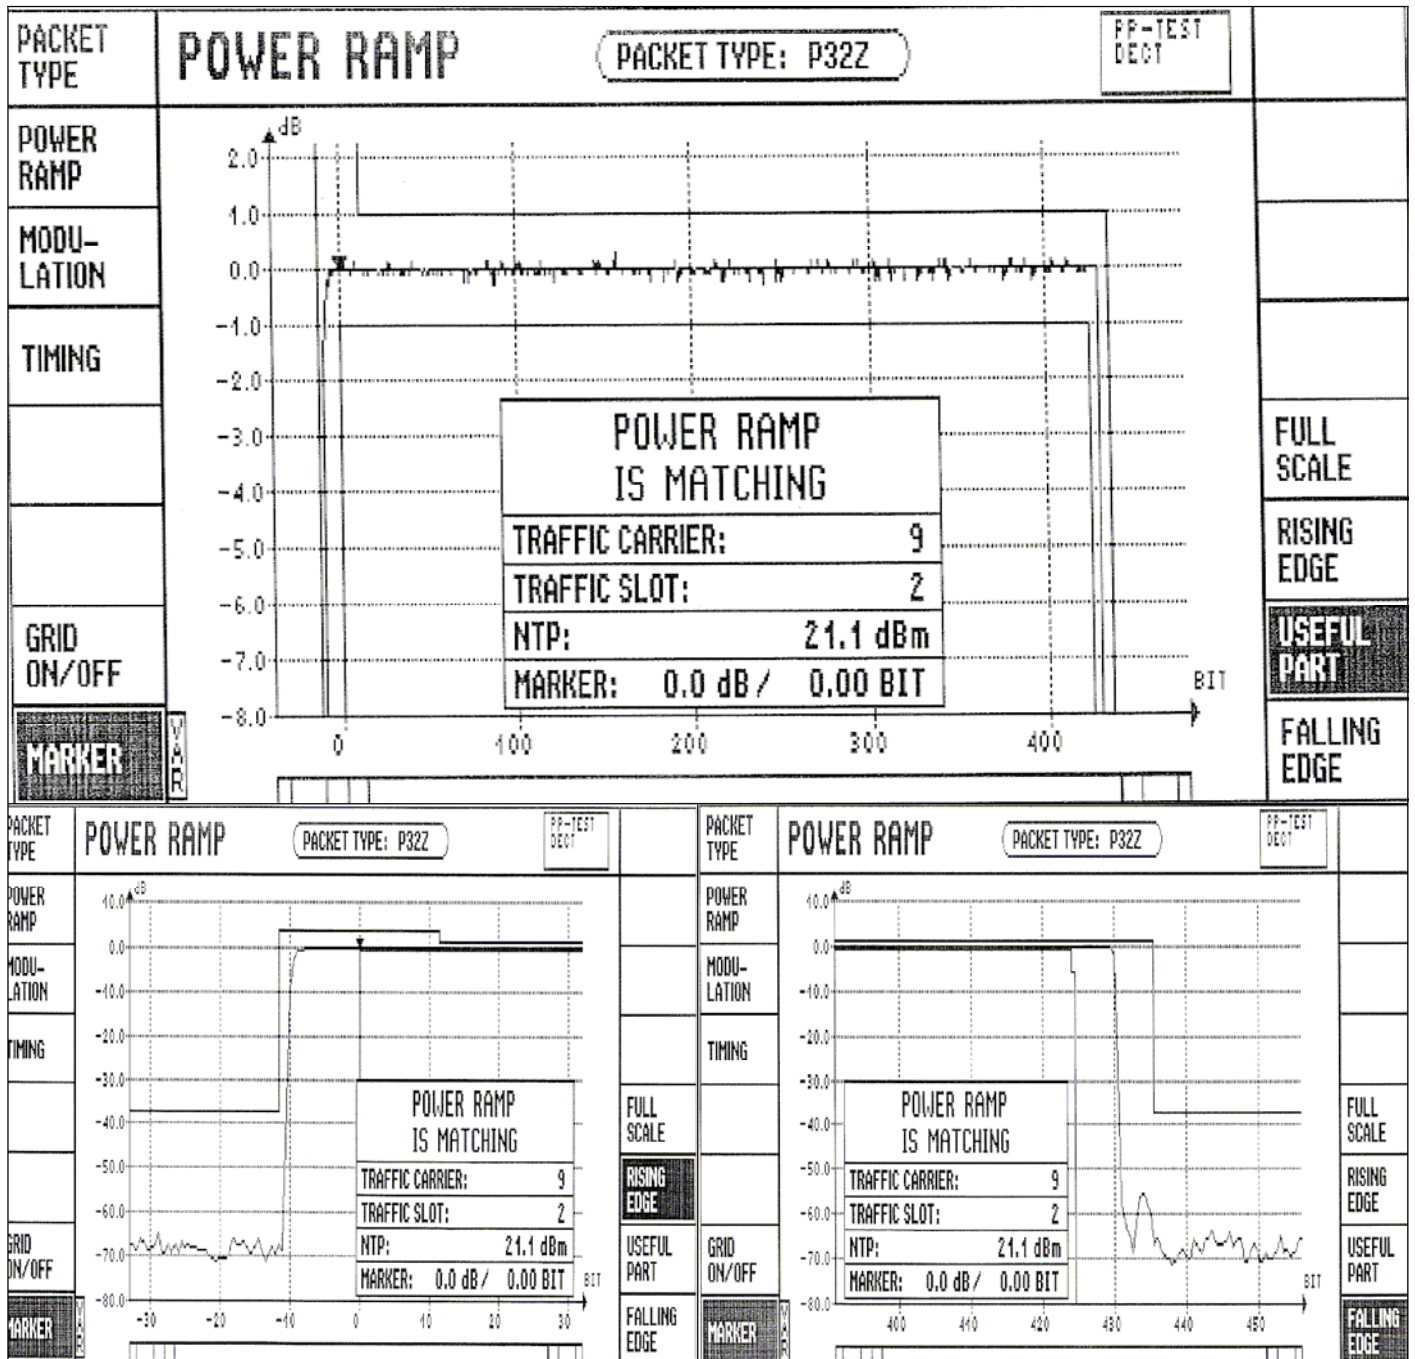 PACKET
TYPE
POWER RAMP
PACKET TYPE: P32Z
PP-TEST
DECT
POWER
RAMP
MODU-
LATION
TIMING
GRID
ON/OFF
MARKER
VAR
dB
2.0
1.0
0.0
-1.0
-2.0
-3.0
-4.0
-5.0
-6.0
-7.0
-8.0
0
100
200
300
400
BIT
POWER RAMP
IS MATCHING
TRAFFIC CARRIER: 9
TRAFFIC SLOT: 2
NTP: 21.1 dBm
MARKER: 0.0 dB / 0.00 BIT
FULL
SCALE
RISING
EDGE
USEFUL
PART
FALLING
EDGE
PACKET
TYPE
POWER RAMP
PACKET TYPE: P32Z
PP-TEST
DECT
POWER
RAMP
MODU-
LATION
TIMING
GRID
ON/OFF
MARKER
VAR
dB
10.0
0.0
-10.0
-20.0
-30.0
-40.0
-50.0
-60.0
-70.0
-80.0
-30
-20
-10
0
10
20
30
BIT
POWER RAMP
IS MATCHING
TRAFFIC CARRIER: 9
TRAFFIC SLOT: 2
NTP: 21.1 dBm
MARKER: 0.0 dB / 0.00 BIT
FULL
SCALE
RISING
EDGE
USEFUL
PART
FALLING
EDGE
PACKET
TYPE
POWER RAMP
PACKET TYPE: P32Z
PP-TEST
DECT
POWER
RAMP
MODU-
LATION
TIMING
GRID
ON/OFF
MARKER
VAR
dB
10.0
0.0
-10.0
-20.0
-30.0
-40.0
-50.0
-60.0
-70.0
-80.0
400
410
420
430
440
450
BIT
POWER RAMP
IS MATCHING
TRAFFIC CARRIER: 9
TRAFFIC SLOT: 2
NTP: 21.1 dBm
MARKER: 0.0 dB / 0.00 BIT
FULL
SCALE
RISING
EDGE
USEFUL
PART
FALLING
EDGE